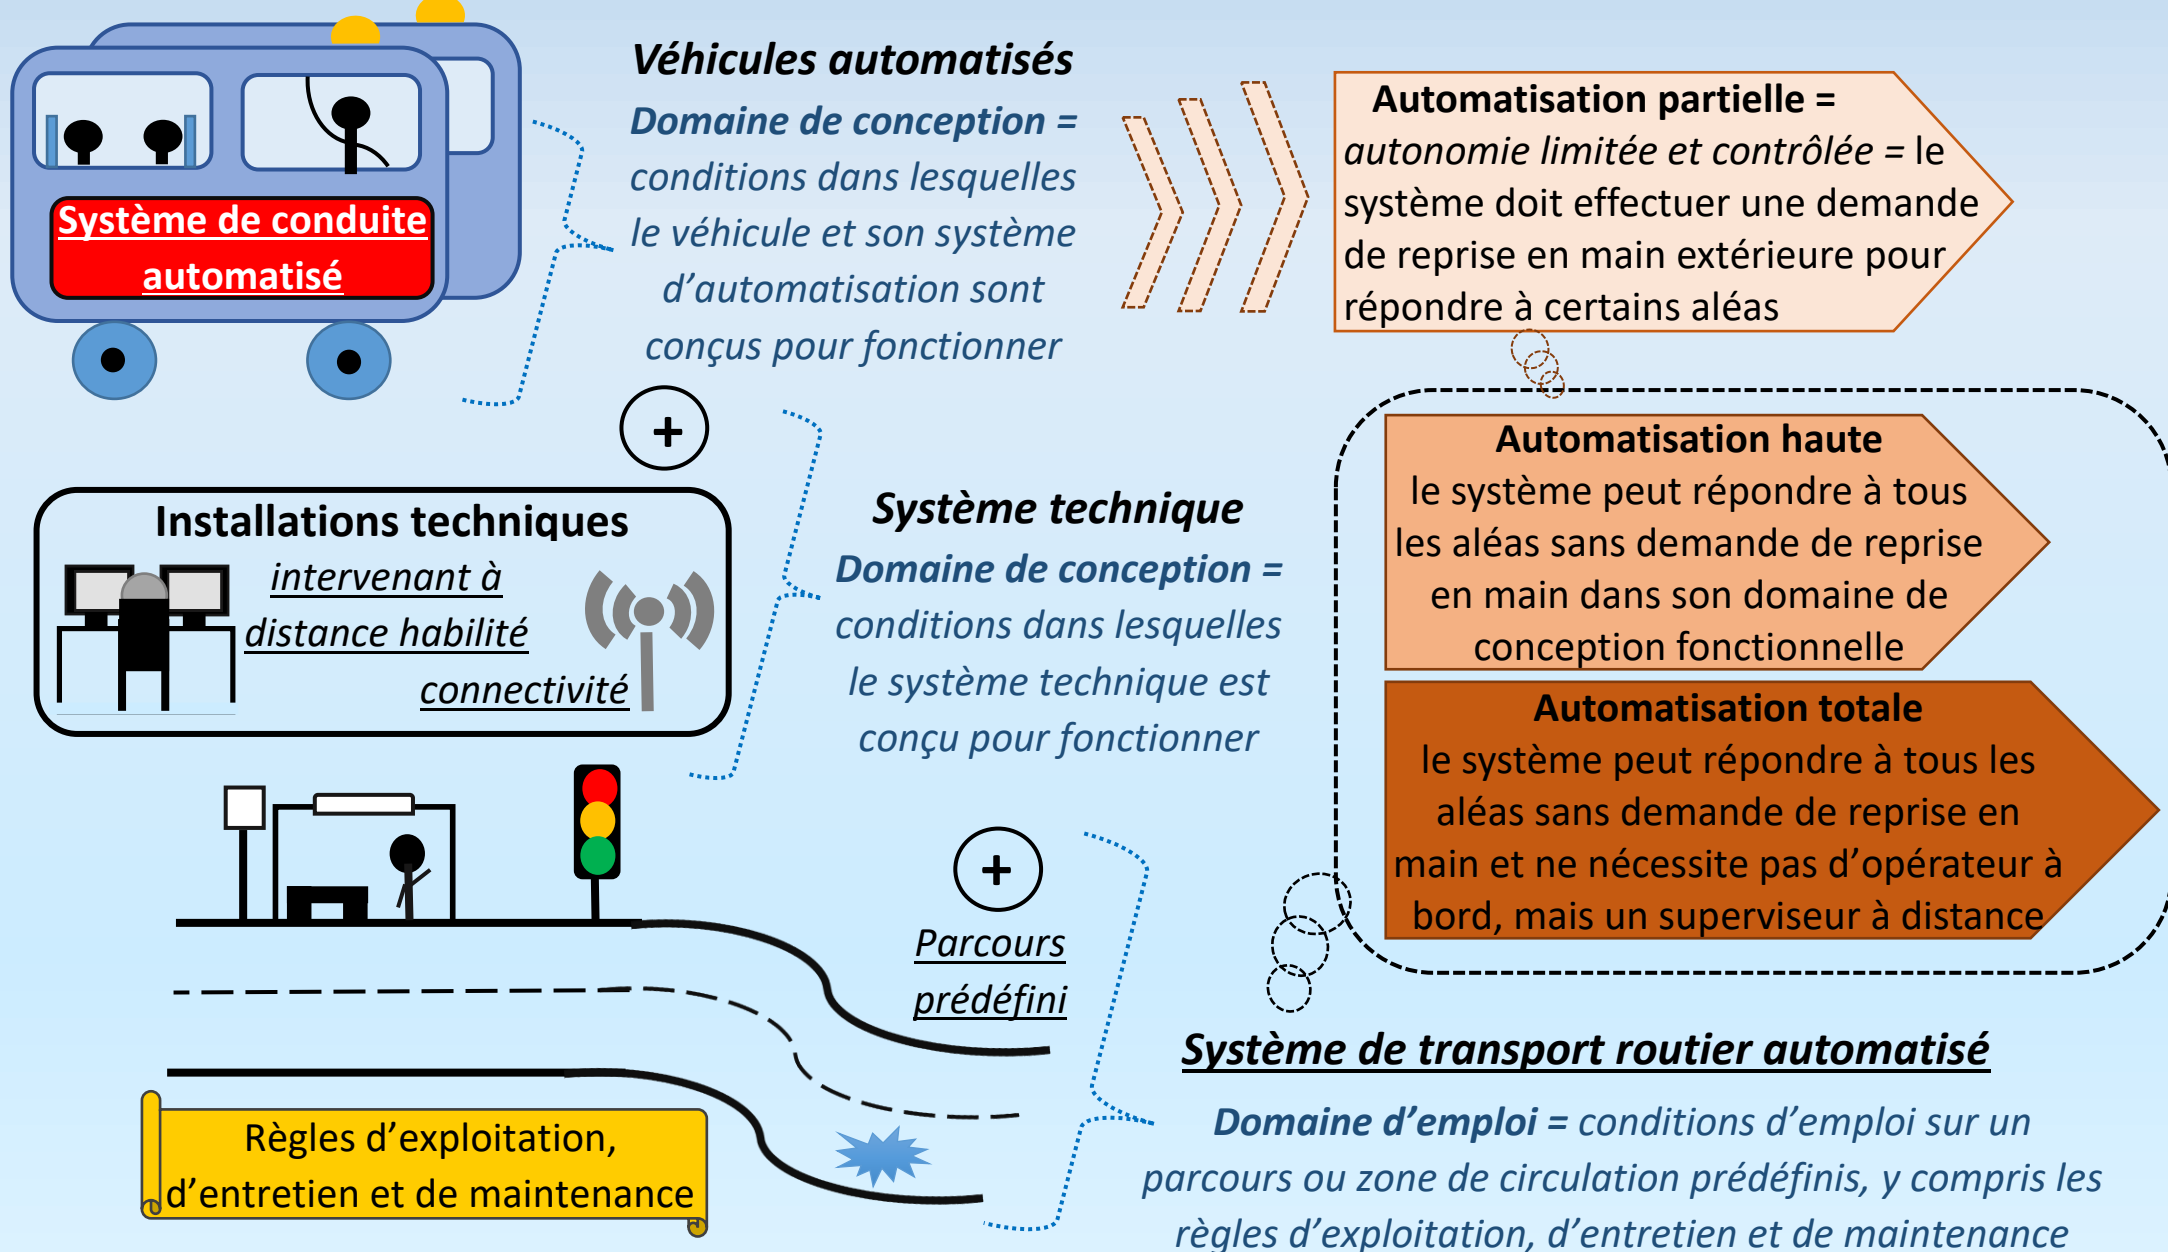 Véhicules automatisés
Domaine de conception =
conditions dans lesquelles
le véhicule et son système
d’automatisation sont
conçus pour fonctionner
Système de conduite
automatisé
Automatisation partielle =
autonomie limitée et contrôlée = le
système doit effectuer une demande
de reprise en main extérieure pour
répondre à certains aléas
+
Installations techniques
intervenant à
distance habilité
connectivité
Système technique
Domaine de conception =
conditions dans lesquelles
le système technique est
conçu pour fonctionner
Automatisation haute
le système peut répondre à tous
les aléas sans demande de reprise
en main dans son domaine de
conception fonctionnelle
Automatisation totale
le système peut répondre à tous les
aléas sans demande de reprise en
main et ne nécessite pas d’opérateur à
bord, mais un superviseur à distance
+
Parcours
prédéfini
Règles d’exploitation,
d’entretien et de maintenance
Système de transport routier automatisé
Domaine d’emploi = conditions d’emploi sur un
parcours ou zone de circulation prédéfinis, y compris les
règles d’exploitation, d’entretien et de maintenance